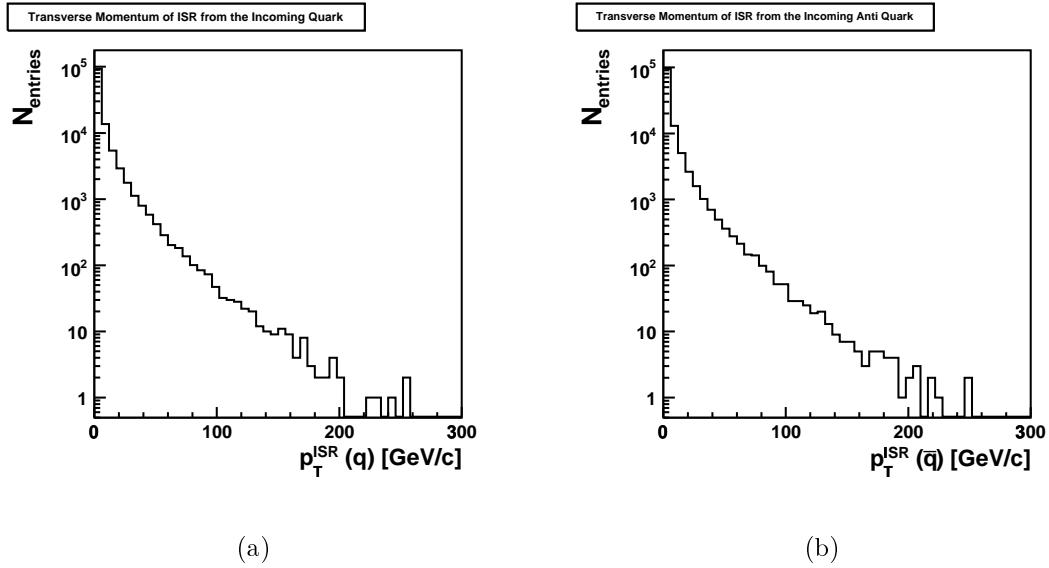 Transverse Momentum of ISR from the Incoming Quark
N_entries
10^5
10^4
10^3
10^2
10
1
0 100 200 300
p_T^ISR (q) [GeV/c]
(a)
Transverse Momentum of ISR from the Incoming Anti Quark
N_entries
10^5
10^4
10^3
10^2
10
1
0 100 200 300
p_T^ISR (q̅) [GeV/c]
(b)